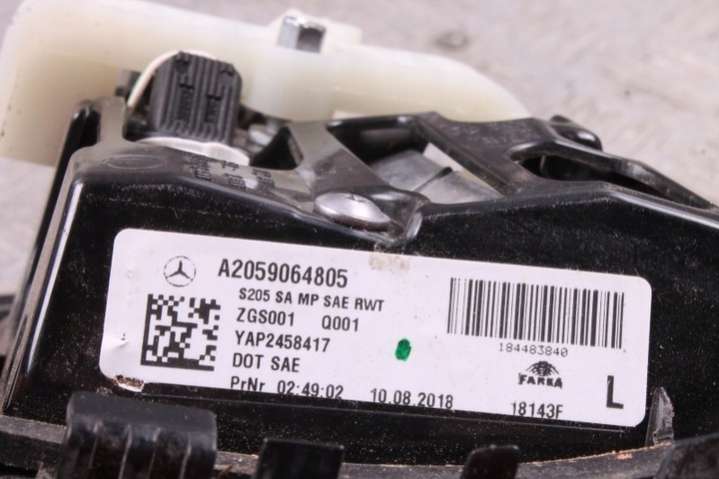 A2059064805
S205 SA MP SAE RWT
ZGS001 Q001
YAP2458417
DOT SAE
PrNr 02:49:02 10.08.2018
184483840
FARBA
18143F
L